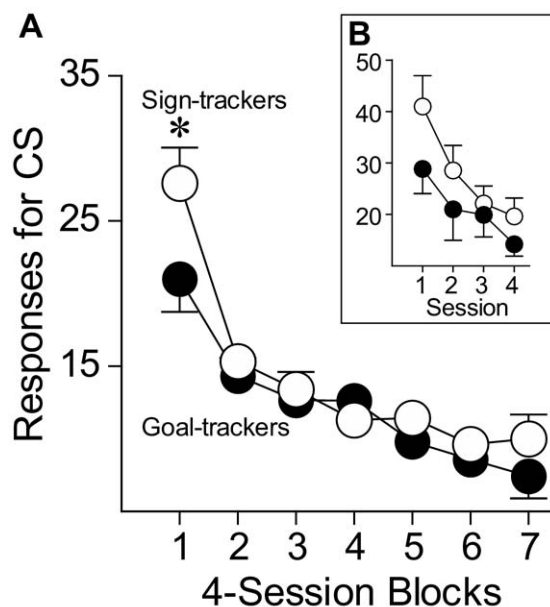 A
35
Sign-trackers
*
25
15
Goal-trackers
Responses for CS
1 2 3 4 5 6 7
4-Session Blocks
B
50
40
30
20
1 2 3 4
Session